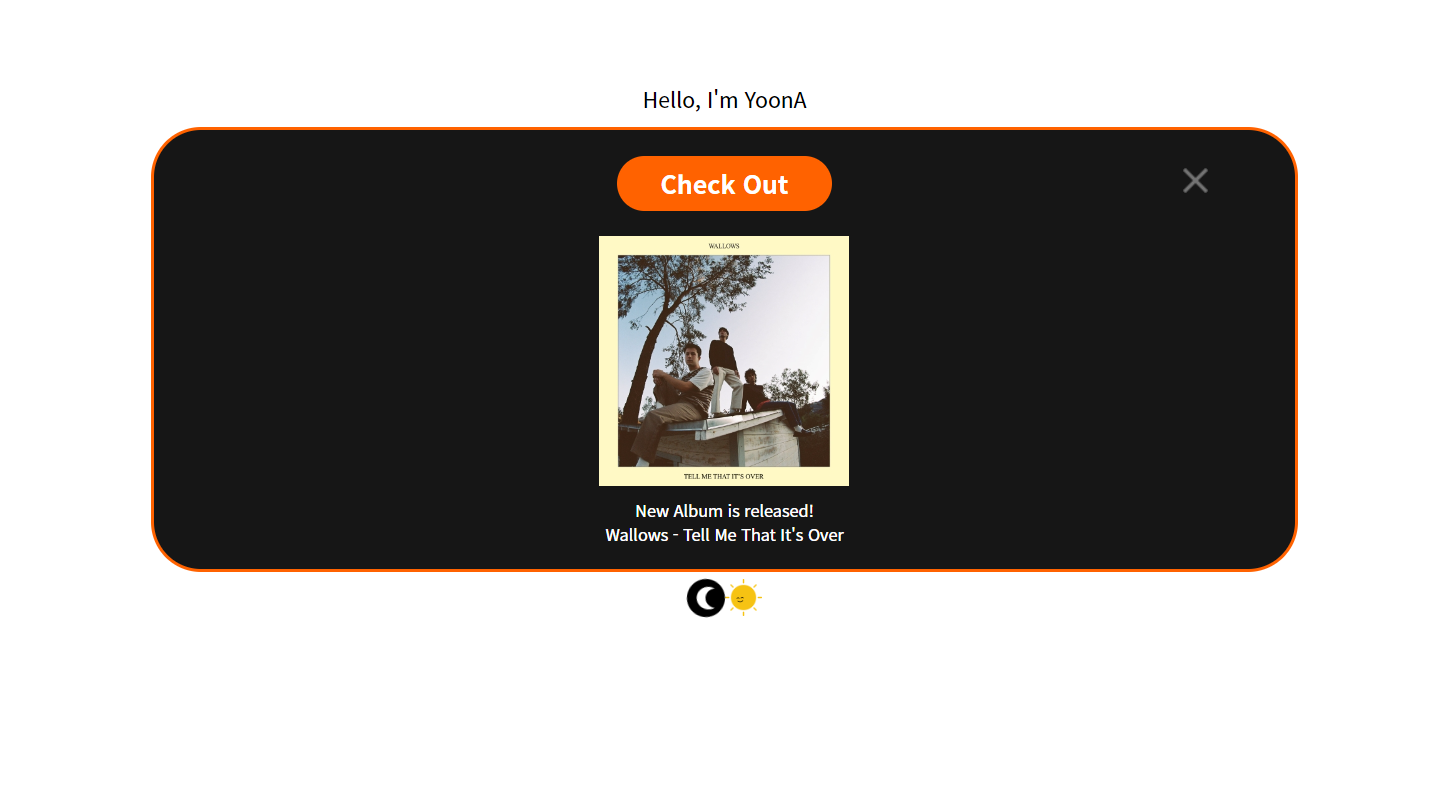 Hello, I'm YoonA
Check Out
WALLOWS
TELL ME THAT IT'S OVER
New Album is released!
Wallows - Tell Me That It's Over